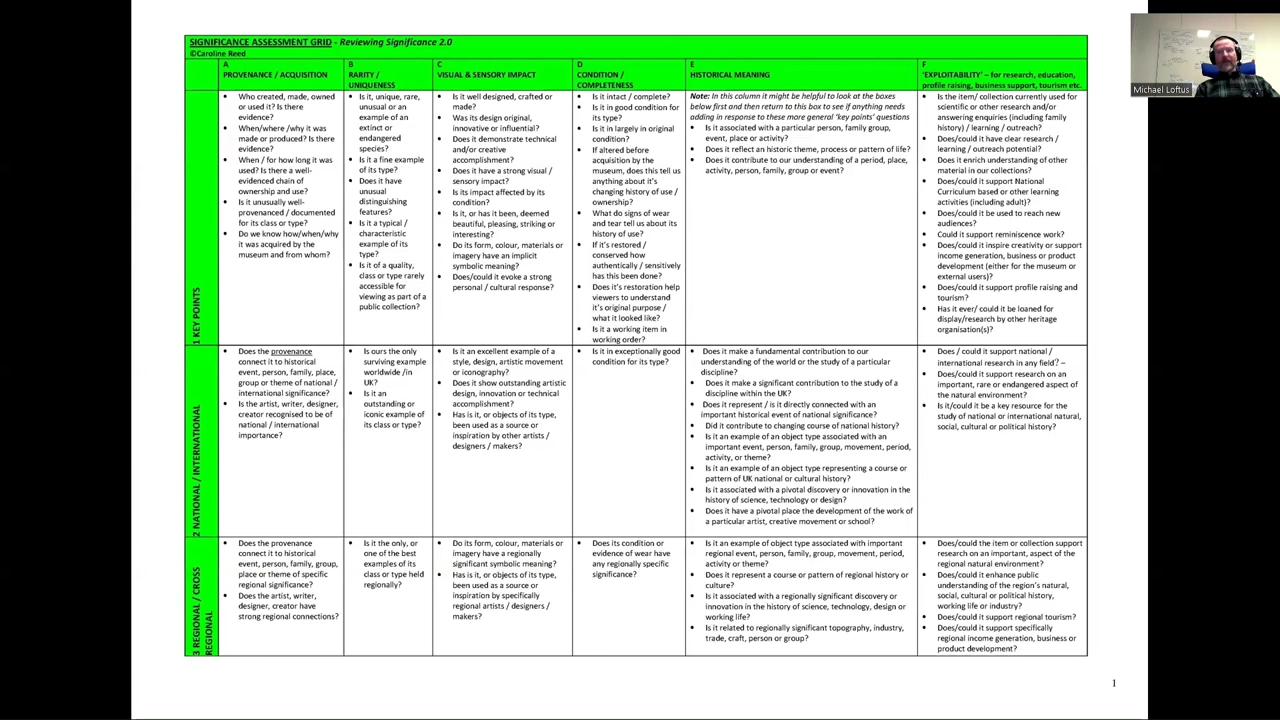 SIGNIFICANCE ASSESSMENT GRID - Reviewing Significance 2.0
©Caroline Reed
A
PROVENANCE / ACQUISITION
B
RARITY /
UNIQUENESS
C
VISUAL & SENSORY IMPACT
D
CONDITION /
COMPLETENESS
E
HISTORICAL MEANING
F
'EXPLOITABILITY' – for research, education,
profile raising, business support, tourism etc.
1 KEY POINTS
• Who created, made, owned
or used it? Is there
evidence?
• When/where /why it was
made or produced? Is there
evidence?
• When / for how long it was
used? Is there a well-
evidenced chain of
ownership and use?
• Is it unusually well-
provenanced / documented
for its class or type?
• Do we know how/when/why
it was acquired by the
museum and from whom?
• Is it, unique, rare,
unusual or an
example of an
extinct or
endangered
species?
• Is it a fine example
of its type?
• Does it have
unusual
distinguishing
features?
• Is it a typical /
characteristic
example of its
type?
• Is it of a quality,
class or type rarely
accessible for
viewing as part of a
public collection?
• Is it well designed, crafted or
made?
• Was its design original,
innovative or influential?
• Does it demonstrate technical
and/or creative
accomplishment?
• Does it have a strong visual /
sensory impact?
• Is its impact affected by its
condition?
• Is it, or has it been, deemed
beautiful, pleasing, striking or
interesting?
• Do its form, colour, materials or
imagery have an implicit
symbolic meaning?
• Does/could it evoke a strong
personal / cultural response?
• Is it intact / complete?
• Is it in good condition for
its type?
• Is it in largely in original
condition?
• If altered before
acquisition by the
museum, does this tell us
anything about it's
changing history of use /
ownership?
• What do signs of wear
and tear tell us about its
history of use?
• If it's restored /
conserved how
authentically / sensitively
has this been done?
• Does it's restoration help
viewers to understand
it's original purpose /
what it looked like?
• Is it a working item in
working order?
Note: In this column it might be helpful to look at the boxes
below first and then return to this box to see if anything needs
adding in response to these more general 'key points' questions
• Is it associated with a particular person, family group,
event, place or activity?
• Does it reflect an historic theme, process or pattern of life?
• Does it contribute to our understanding of a period, place,
activity, person, family, group or event?
• Is the item/ collection currently used for
scientific or other research and/or
answering enquiries (including family
history) / learning / outreach?
• Does/could it have clear research /
learning / outreach potential?
• Does it enrich understanding of other
material in our collections?
• Does/could it support National
Curriculum based or other learning
activities (including adult)?
• Does/could it be used to reach new
audiences?
• Could it support reminiscence work?
• Does/could it inspire creativity or support
income generation, business or product
development (either for the museum or
external users)?
• Does/could it support profile raising and
tourism?
• Has it ever/ could it be loaned for
display/research by other heritage
organisation(s)?
2 NATIONAL / INTERNATIONAL
• Does the provenance
connect it to historical
event, person, family, place,
group or theme of national /
international significance?
• Is the artist, writer, designer,
creator recognised to be of
national / international
importance?
• Is ours the only
surviving example
worldwide /in
UK?
• Is it an
outstanding or
iconic example of
its class or type?
• Is it an excellent example of a
style, design, artistic movement
or iconography?
• Does it show outstanding artistic
design, innovation or technical
accomplishment?
• Has is it, or objects of its type,
been used as a source or
inspiration by other artists /
designers / makers?
• Is it in exceptionally good
condition for its type?
• Does it make a fundamental contribution to our
understanding of the world or the study of a particular
discipline?
• Does it make a significant contribution to the study of a
discipline within the UK?
• Does it represent / is it directly connected with an
important historical event of national significance?
• Did it contribute to changing course of national history?
• Is it an example of an object type associated with an
important event, person, family, group, movement, period,
activity, or theme?
• Is it an example of an object type representing a course or
pattern of UK national or cultural history?
• Is it associated with a pivotal discovery or innovation in the
history of science, technology or design?
• Does it have a pivotal place the development of the work of
a particular artist, creative movement or school?
• Does / could it support national /
international research in any field? –
• Does/could it support research on an
important, rare or endangered aspect of
the natural environment?
• Is it/could it be a key resource for the
study of national or international natural,
social, cultural or political history?
3 REGIONAL / CROSS
REGIONAL
• Does the provenance
connect it to historical
event, person, family, group,
place or theme of specific
regional significance?
• Does the artist, writer,
designer, creator have
strong regional connections?
• Is it the only, or
one of the best
examples of its
class or type held
regionally?
• Do its form, colour, materials or
imagery have a regionally
significant symbolic meaning?
• Has is it, or objects of its type,
been used as a source or
inspiration by specifically
regional artists / designers /
makers?
• Does its condition or
evidence of wear have
any regionally specific
significance?
• Is it an example of object type associated with important
regional event, person, family, group, movement, period,
activity or theme?
• Does it represent a course or pattern of regional history or
culture?
• Is it associated with a regionally significant discovery or
innovation in the history of science, technology, design or
working life?
• Is it related to regionally significant topography, industry,
trade, craft, person or group?
• Does/could the item or collection support
research on an important, aspect of the
regional natural environment?
• Does/could it enhance public
understanding of the region's natural,
social, cultural or political history,
working life or industry?
• Does/could it support regional tourism?
• Does/could it support specifically
regional income generation, business or
product development?
1
Michael Loftus